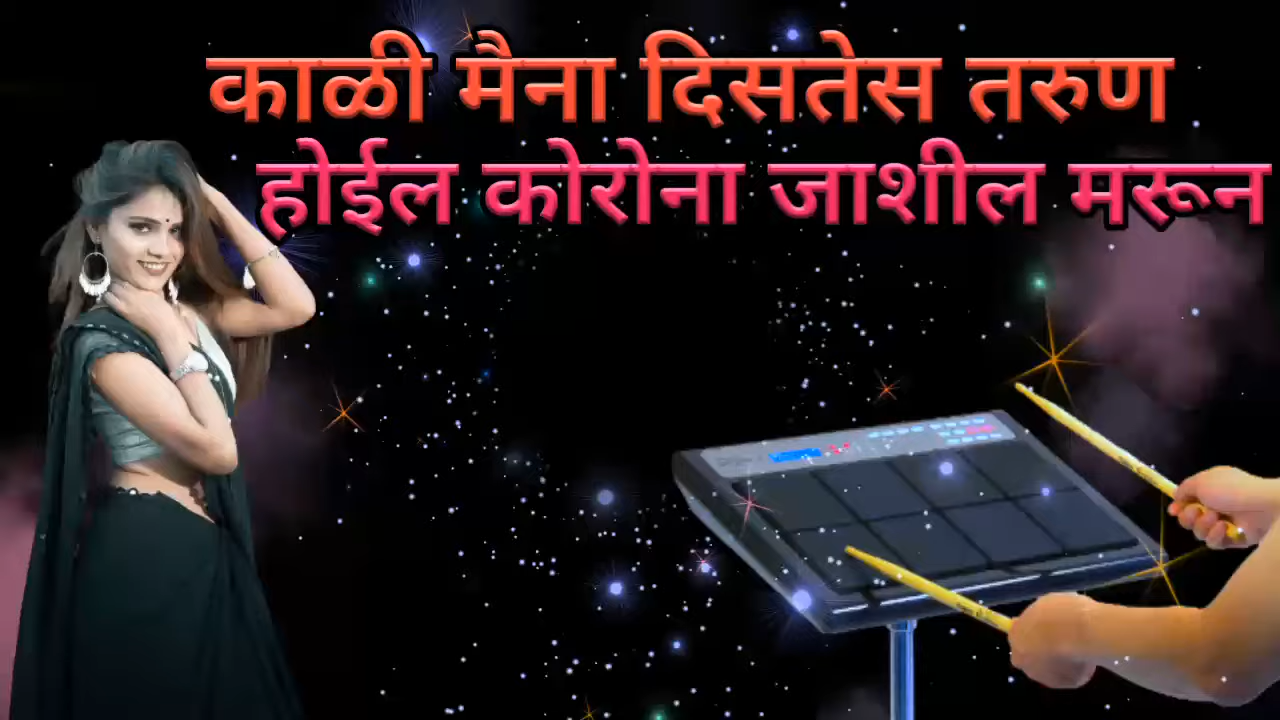 काळी मैना दिसतेस तरुण
होईल कोरोना जाशील मरून